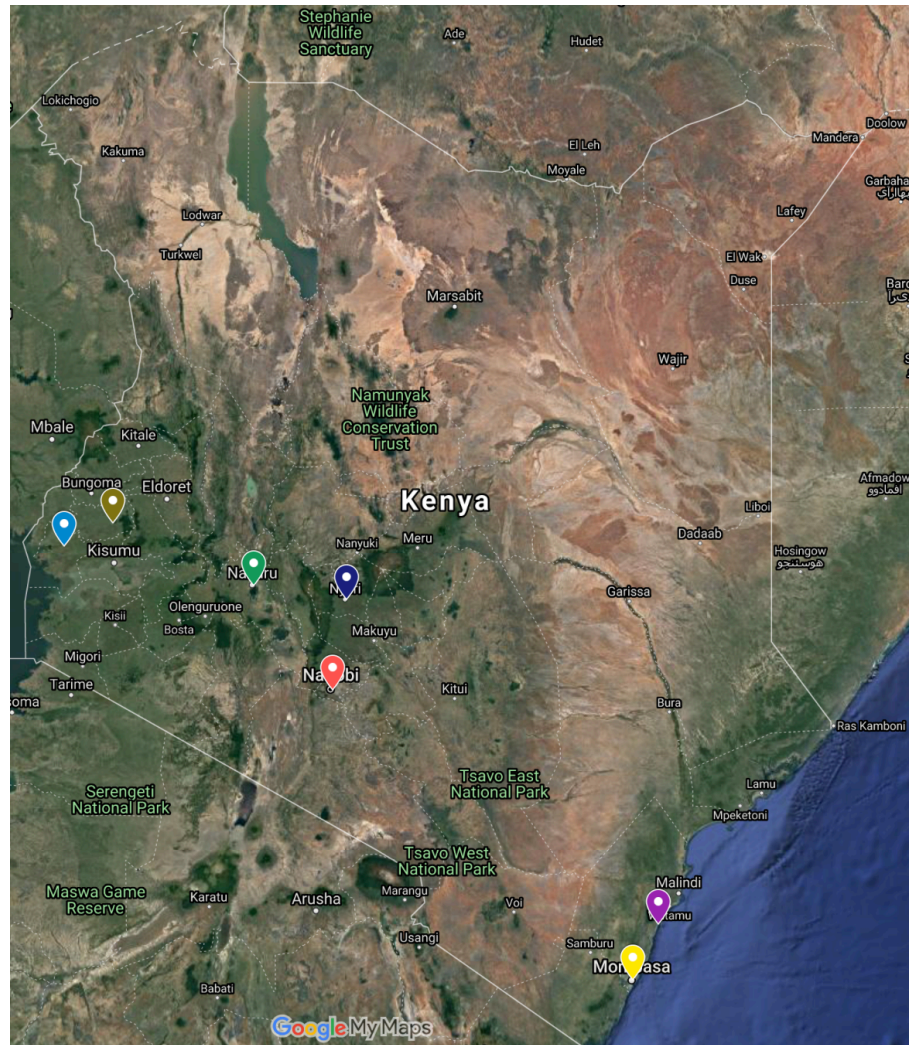 Stephanie
Wildlife
Sanctuary
Ade
Hudet
Lokichogio
Doolow
Mandera
El Leh
Kakuma
Moyale
Lafey
Lodwar
Turkwel
El Wak
Duse
Marsabit
Wajir
Namunyak
Wildlife
Conservation
Trust
Mbale
Kitale
Bungoma
Eldoret
Kenya
Liboi
Dadaab
Kisumu
Nanyuki
Meru
Hosingow
هوسينجو
Garissa
Olenguruone
Kisii
Bosta
Makuyu
Migori
Tarime
Kitui
Bura
Ras Kamboni
Tsavo East
National Park
Serengeti
National Park
Lamu
Mpeketoni
Tsavo West
National Park
Maswa Game
Reserve
Karatu
Arusha
Marangu
Voi
Malindi
Usangi
Samburu
Babati
Google My Maps